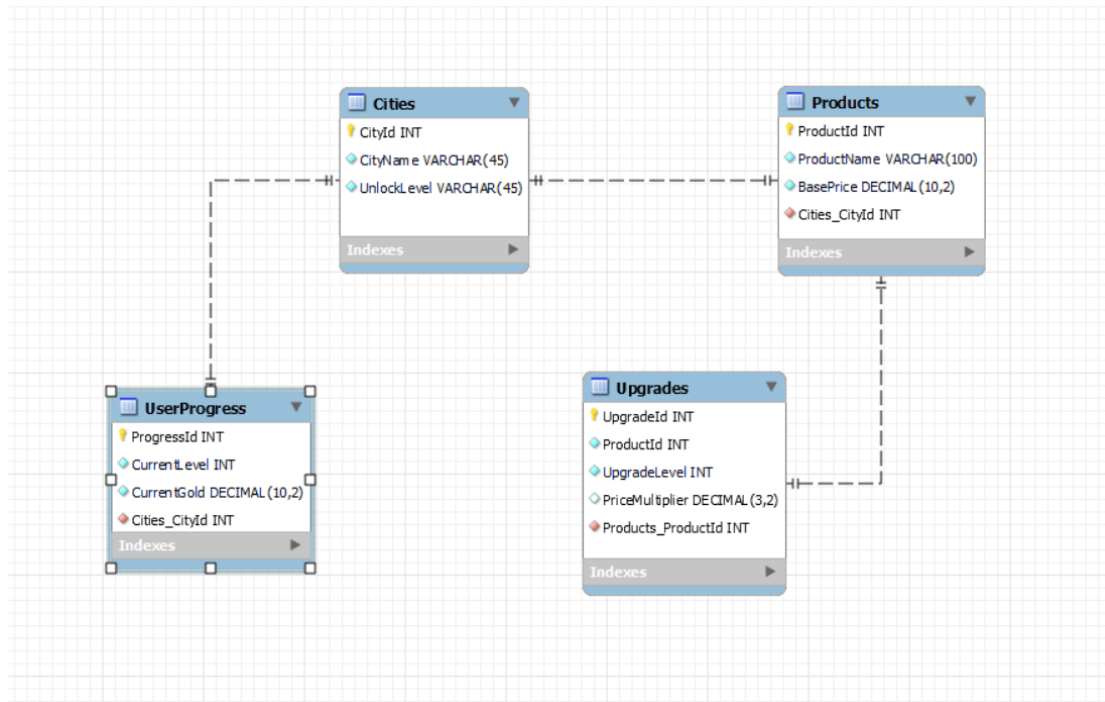 Cities
CityId INT
CityName VARCHAR(45)
UnlockLevel VARCHAR(45)
Indexes
Products
ProductId INT
ProductName VARCHAR(100)
BasePrice DECIMAL(10,2)
Cities_CityId INT
Indexes
UserProgress
ProgressId INT
CurrentLevel INT
CurrentGold DECIMAL(10,2)
Cities_CityId INT
Indexes
Upgrades
UpgradeId INT
ProductId INT
UpgradeLevel INT
PriceMultiplier DECIMAL(3,2)
Products_ProductId INT
Indexes